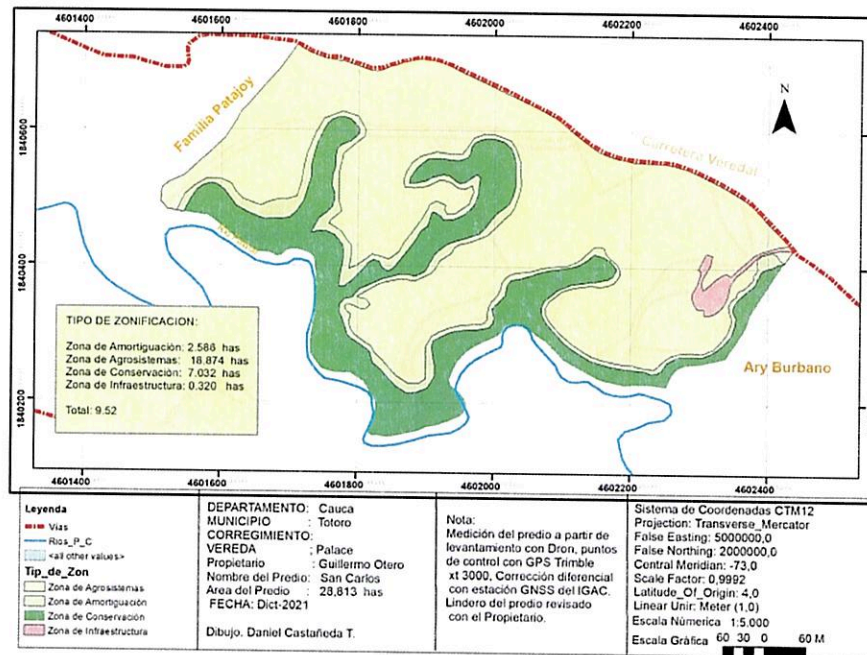 4601400 4601600 4601800 4602000 4602200 4602400
1840600
1840400
1840200
Familia Patajoy
Carretera Veredal
N
Ary Burbano
TIPO DE ZONIFICACION:
Zona de Amortiguación: 2.586 has
Zona de Agrosistemas: 18.874 has
Zona de Conservación: 7.032 has
Zona de Infraestructura: 0.320 has
Total: 9.52
4601400 4601600 4601800 4602000 4602200 4602400
Leyenda
Vias
Rios_P_C
<all other values>
Tip_de_Zon
Zona de Agrosistemas
Zona de Amortiguación
Zona de Conservación
Zona de Infraestructura
DEPARTAMENTO: Cauca
MUNICIPIO : Totoro
CORREGIMIENTO:
VEREDA : Palace
Propietario : Guillermo Otero
Nombre del Predio: San Carlos
Area del Predio : 28,813 has
FECHA: Dict-2021
Dibujo. Daniel Castañeda T.
Nota:
Medición del predio a partir de
levantamiento con Dron, puntos
de control con GPS Trimble
xt 3000, Corrección diferencial
con estación GNSS del IGAC.
Lindero del predio revisado
con el Propietario.
Sistema de Coordenadas CTM12
Projection: Transverse_Mercator
False Easting: 5000000,0
False Northing: 2000000,0
Central Meridian: -73,0
Scale Factor: 0,9992
Latitude_Of_Origin: 4,0
Linear Unir: Meter (1,0)
Escala Númerica 1:5.000
Escala Gráfica 60 30 0 60 M